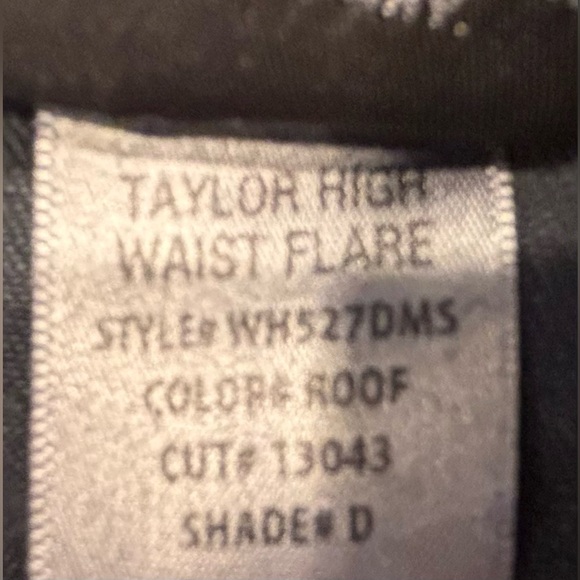 TAYLOR HIGH
WAIST FLARE
STYLE# WH527DMS
COLOR# ROOF
CUT# 13043
SHADE# D